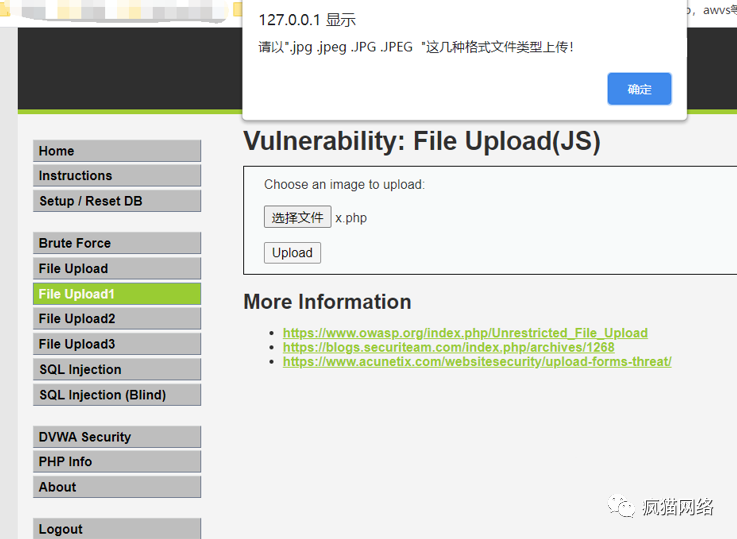 127.0.0.1 显示
请以".jpg .jpeg .JPG .JPEG "这几种格式文件类型上传！
确定
, awvs等
Vulnerability: File Upload(JS)
Choose an image to upload:
选择文件 x.php
Upload
More Information
https://www.owasp.org/index.php/Unrestricted_File_Upload
https://blogs.securiteam.com/index.php/archives/1268
https://www.acunetix.com/websitesecurity/upload-forms-threat/
Home
Instructions
Setup / Reset DB
Brute Force
File Upload
File Upload1
File Upload2
File Upload3
SQL Injection
SQL Injection (Blind)
DVWA Security
PHP Info
About
Logout
疯猫网络